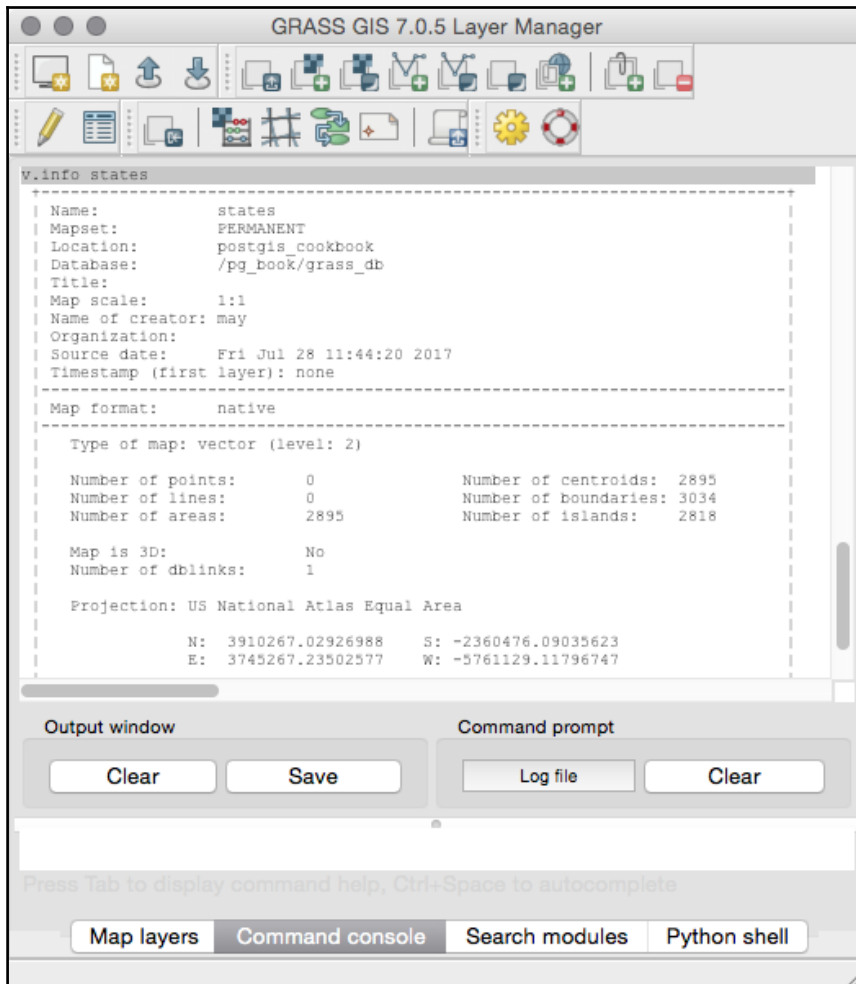 GRASS GIS 7.0.5 Layer Manager
v.info states
Name: states
Mapset: PERMANENT
Location: postgis_cookbook
Database: /pg_book/grass_db
Title:
Map scale: 1:1
Name of creator: may
Organization:
Source date: Fri Jul 28 11:44:20 2017
Timestamp (first layer): none
Map format: native
Type of map: vector (level: 2)
Number of points: 0 Number of centroids: 2895
Number of lines: 0 Number of boundaries: 3034
Number of areas: 2895 Number of islands: 2818
Map is 3D: No
Number of dblinks: 1
Projection: US National Atlas Equal Area
N: 3910267.02926988 S: -2360476.09035623
E: 3745267.23502577 W: -5761129.11796747
Output window Command prompt
Clear Save Log file Clear
Press Tab to display command help, Ctrl+Space to autocomplete
Map layers Command console Search modules Python shell